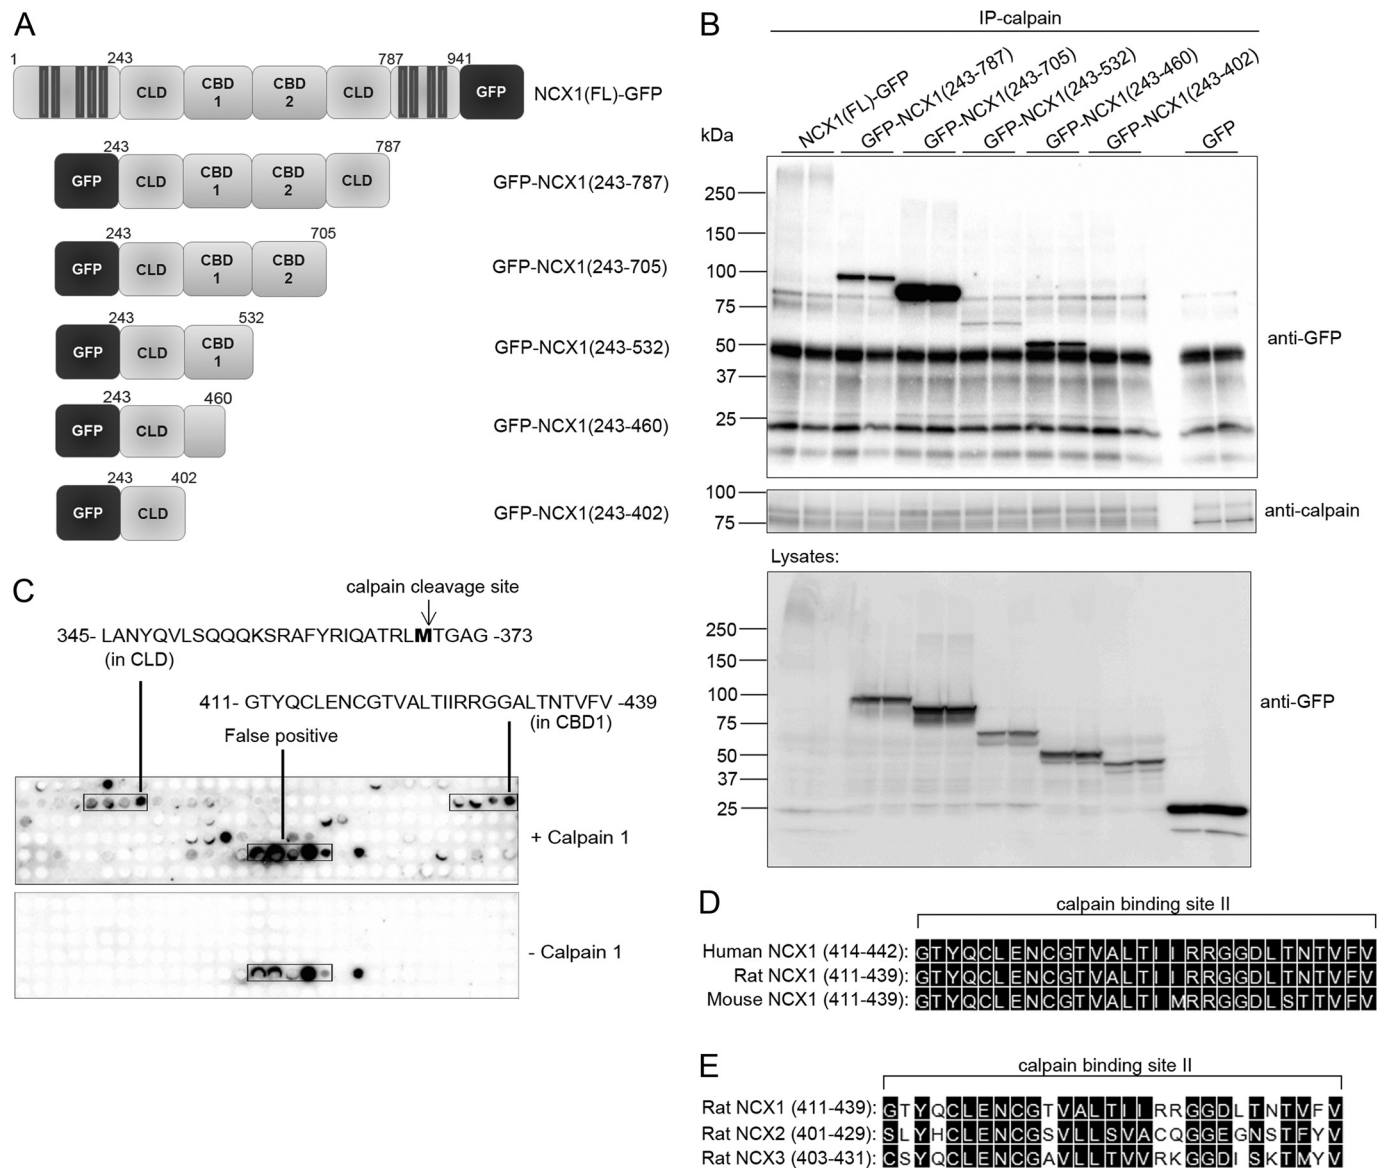 A
1 243 787 941
CLD CBD 1 CBD 2 CLD GFP NCX1(FL)-GFP
243 787
GFP CLD CBD 1 CBD 2 CLD GFP-NCX1(243-787)
243 705
GFP CLD CBD 1 CBD 2 GFP-NCX1(243-705)
243 532
GFP CLD CBD 1 GFP-NCX1(243-532)
243 460
GFP CLD GFP-NCX1(243-460)
243 402
GFP CLD GFP-NCX1(243-402)
B
IP-calpain
NCX1(FL)-GFP
GFP-NCX1(243-787)
GFP-NCX1(243-705)
GFP-NCX1(243-532)
GFP-NCX1(243-460)
GFP-NCX1(243-402)
GFP
kDa
250
150
100
75
50
37
25
anti-GFP
100
75
anti-calpain
Lysates:
250
150
100
75
50
37
25
anti-GFP
C
calpain cleavage site
345- LANYQVLSQQQKSRAFYRIQATRLMTGAG -373
(in CLD)
411- GTYQCLENCGTVALTIIRRGGALTNTVFV -439
(in CBD1)
False positive
+ Calpain 1
- Calpain 1
D
calpain binding site II
Human NCX1 (414-442): GTYQCLENCGTVALTIIRRGGDLTNTVFV
Rat NCX1 (411-439): GTYQCLENCGTVALTIIRRGGDLTNTVFV
Mouse NCX1 (411-439): GTYQCLENCGTVALTIMRRGGDLSTTVFV
E
calpain binding site II
Rat NCX1 (411-439): GTYQCLENCGTVALTIIRRGGDLTNTVFV
Rat NCX2 (401-429): SLYHCLENCGSVLLSVACQGGEGNSTFYV
Rat NCX3 (403-431): CSYQCLENCGAVLLTVVRKGGDISKTMYV